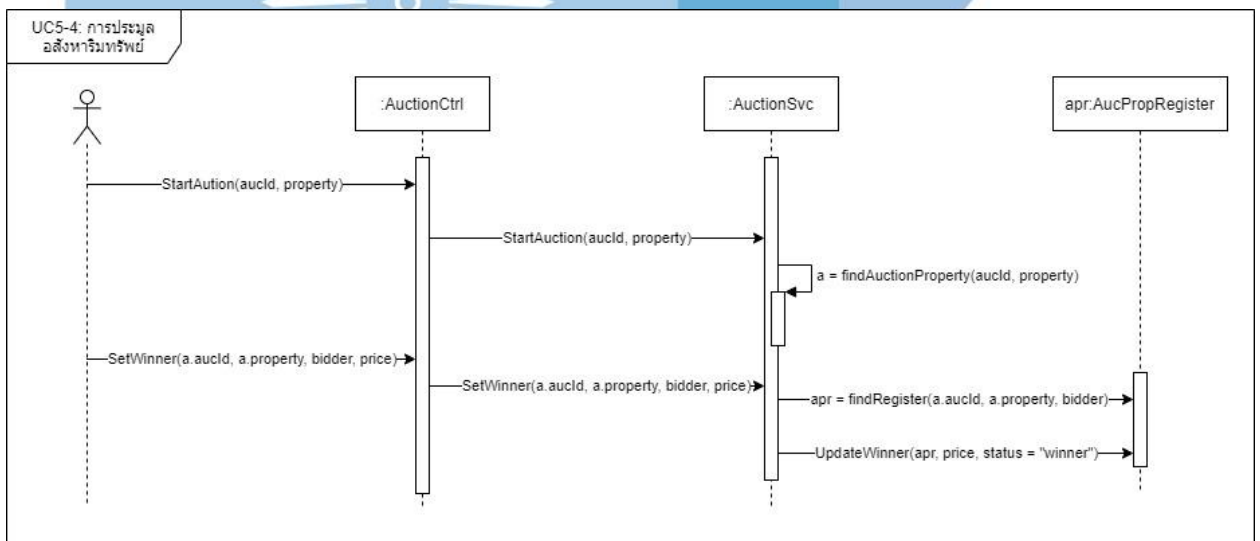 UC5-4: การประมูล
อสังหาริมทรัพย์
:AuctionCtrl
:AuctionSvc
apr:AucPropRegister
StartAution(aucId, property)
StartAuction(aucId, property)
a = findAuctionProperty(aucId, property)
SetWinner(a.aucId, a.property, bidder, price)
SetWinner(a.aucId, a.property, bidder, price)
apr = findRegister(a.aucId, a.property, bidder)
UpdateWinner(apr, price, status = "winner")